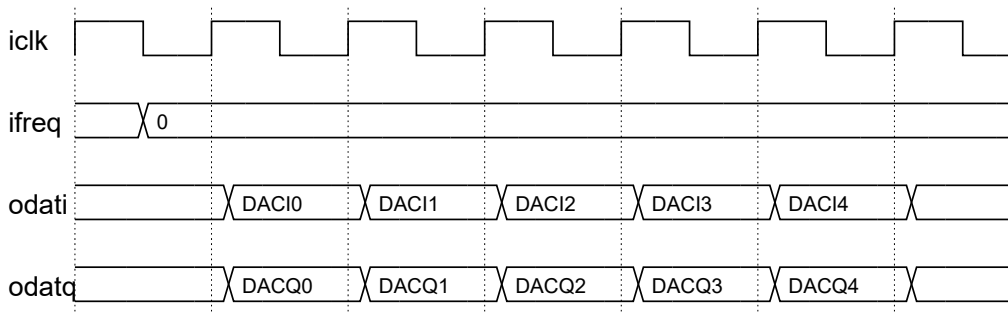 iclk
ifreq 0
odati DACI0 DACI1 DACI2 DACI3 DACI4
odatq DACQ0 DACQ1 DACQ2 DACQ3 DACQ4